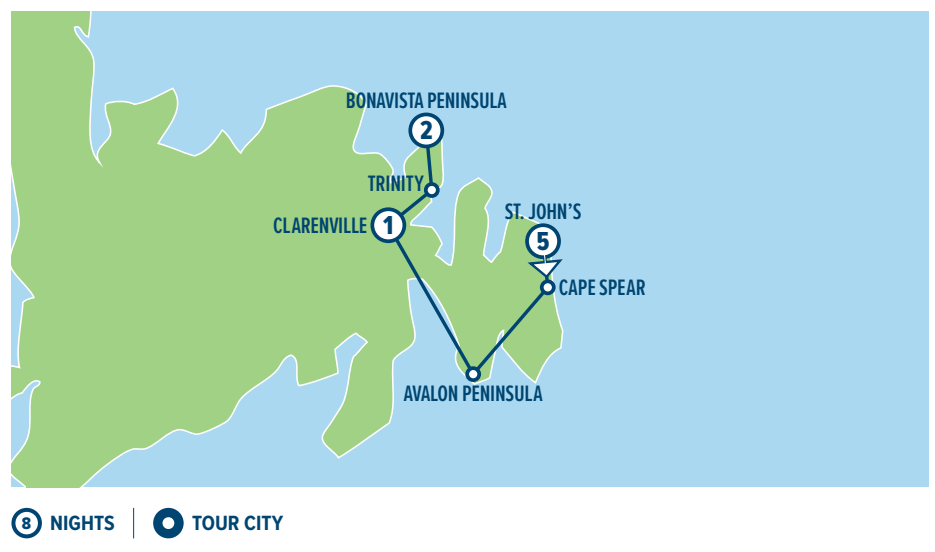 BONAVISTA PENINSULA
2
TRINITY
ST. JOHN'S
CLARENVILLE
1
5
CAPE SPEAR
AVALON PENINSULA
8 NIGHTS
TOUR CITY